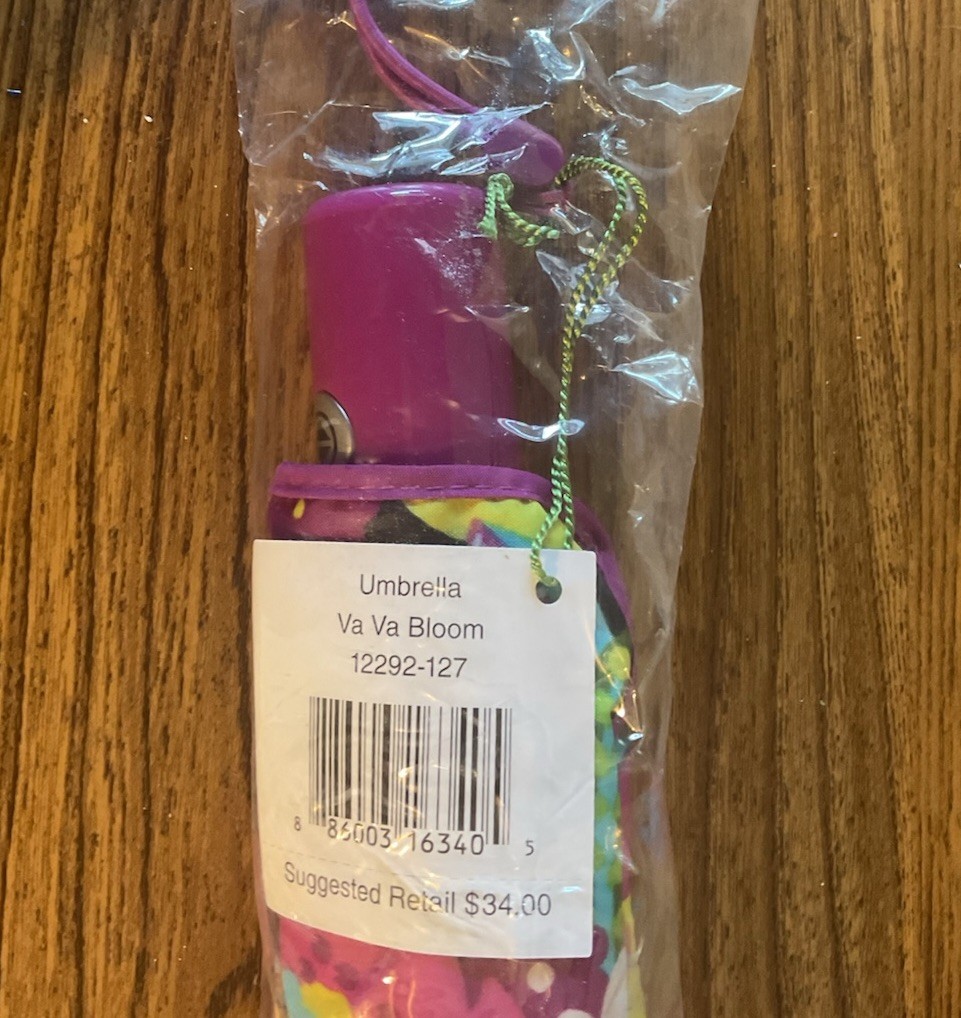 Umbrella
Va Va Bloom
12292-127
8 86003 16340 5
Suggested Retail $34.00